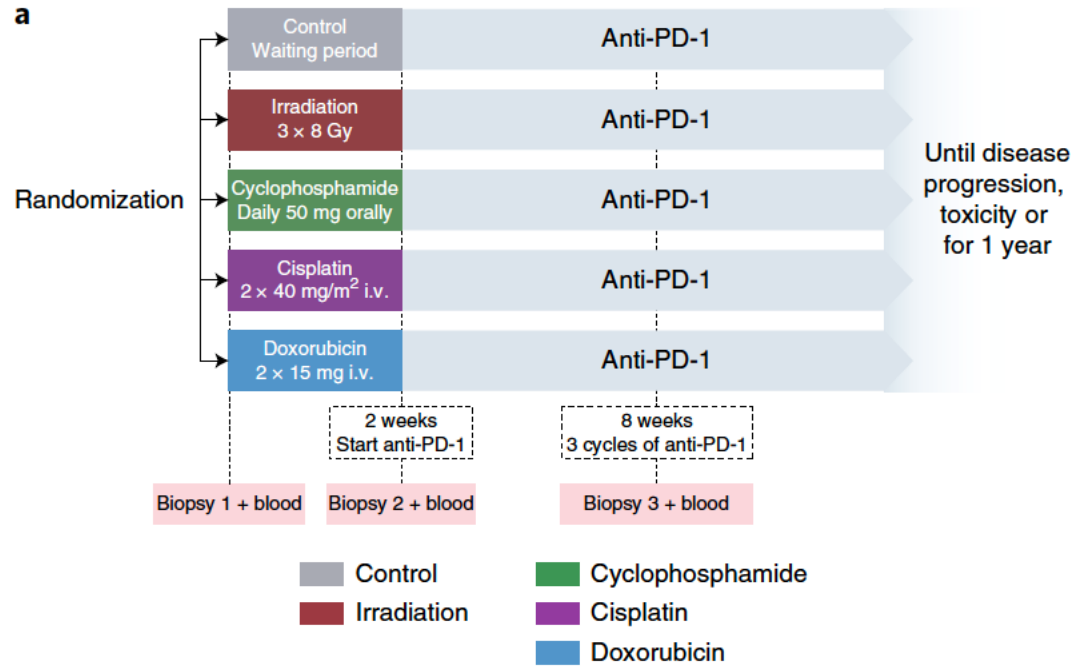 a
Control
Waiting period
Anti-PD-1
Irradiation
3 × 8 Gy
Anti-PD-1
Randomization
Cyclophosphamide
Daily 50 mg orally
Anti-PD-1
Until disease
progression,
toxicity or
for 1 year
Cisplatin
2 × 40 mg/m² i.v.
Anti-PD-1
Doxorubicin
2 × 15 mg i.v.
Anti-PD-1
2 weeks
Start anti-PD-1
8 weeks
3 cycles of anti-PD-1
Biopsy 1 + blood
Biopsy 2 + blood
Biopsy 3 + blood
Control
Irradiation
Cyclophosphamide
Cisplatin
Doxorubicin